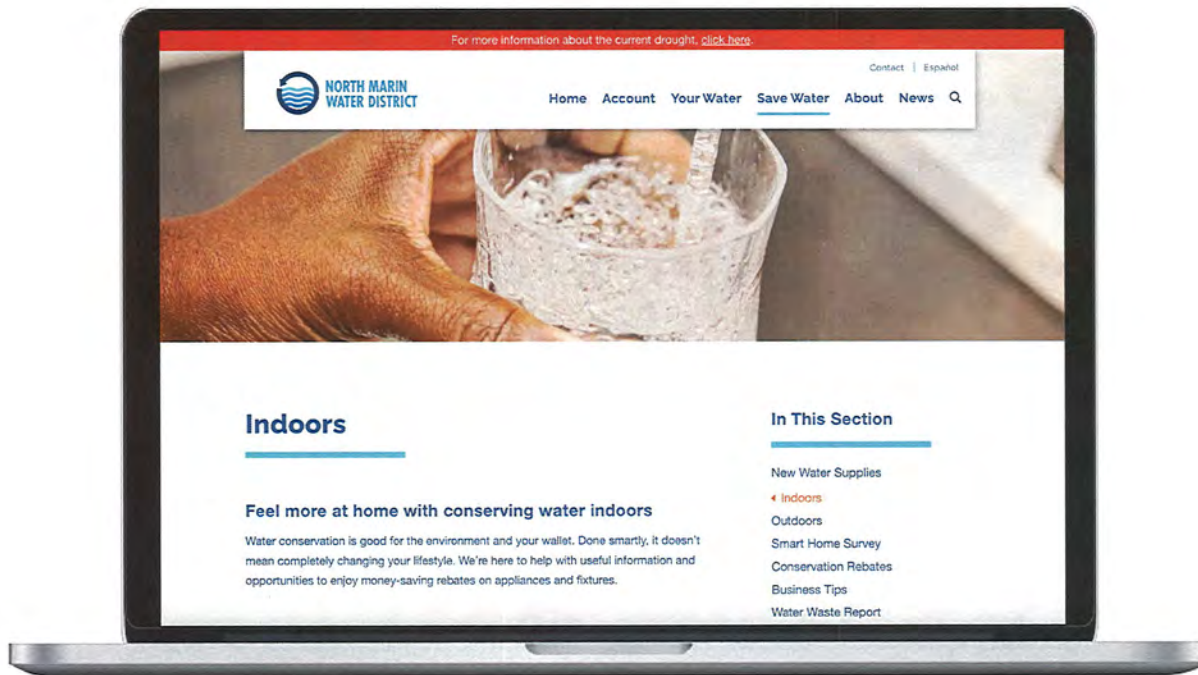 For more information about the current drought, click here.
Contact | Español
NORTH MARIN
WATER DISTRICT
Home Account Your Water Save Water About News
Indoors
Feel more at home with conserving water indoors
Water conservation is good for the environment and your wallet. Done smartly, it doesn't
mean completely changing your lifestyle. We're here to help with useful information and
opportunities to enjoy money-saving rebates on appliances and fixtures.
In This Section
New Water Supplies
Indoors
Outdoors
Smart Home Survey
Conservation Rebates
Business Tips
Water Waste Report